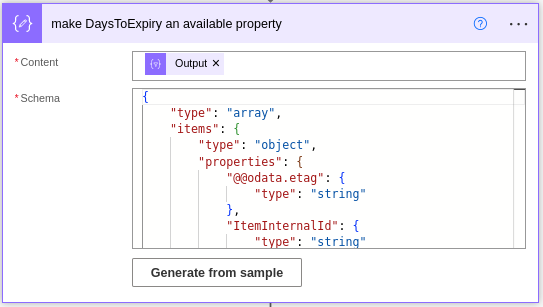 make DaysToExpiry an available property
* Content
Output ×
* Schema
{
"type": "array",
"items": {
"type": "object",
"properties": {
"@@odata.etag": {
"type": "string"
},
"ItemInternalId": {
"type": "string"
Generate from sample